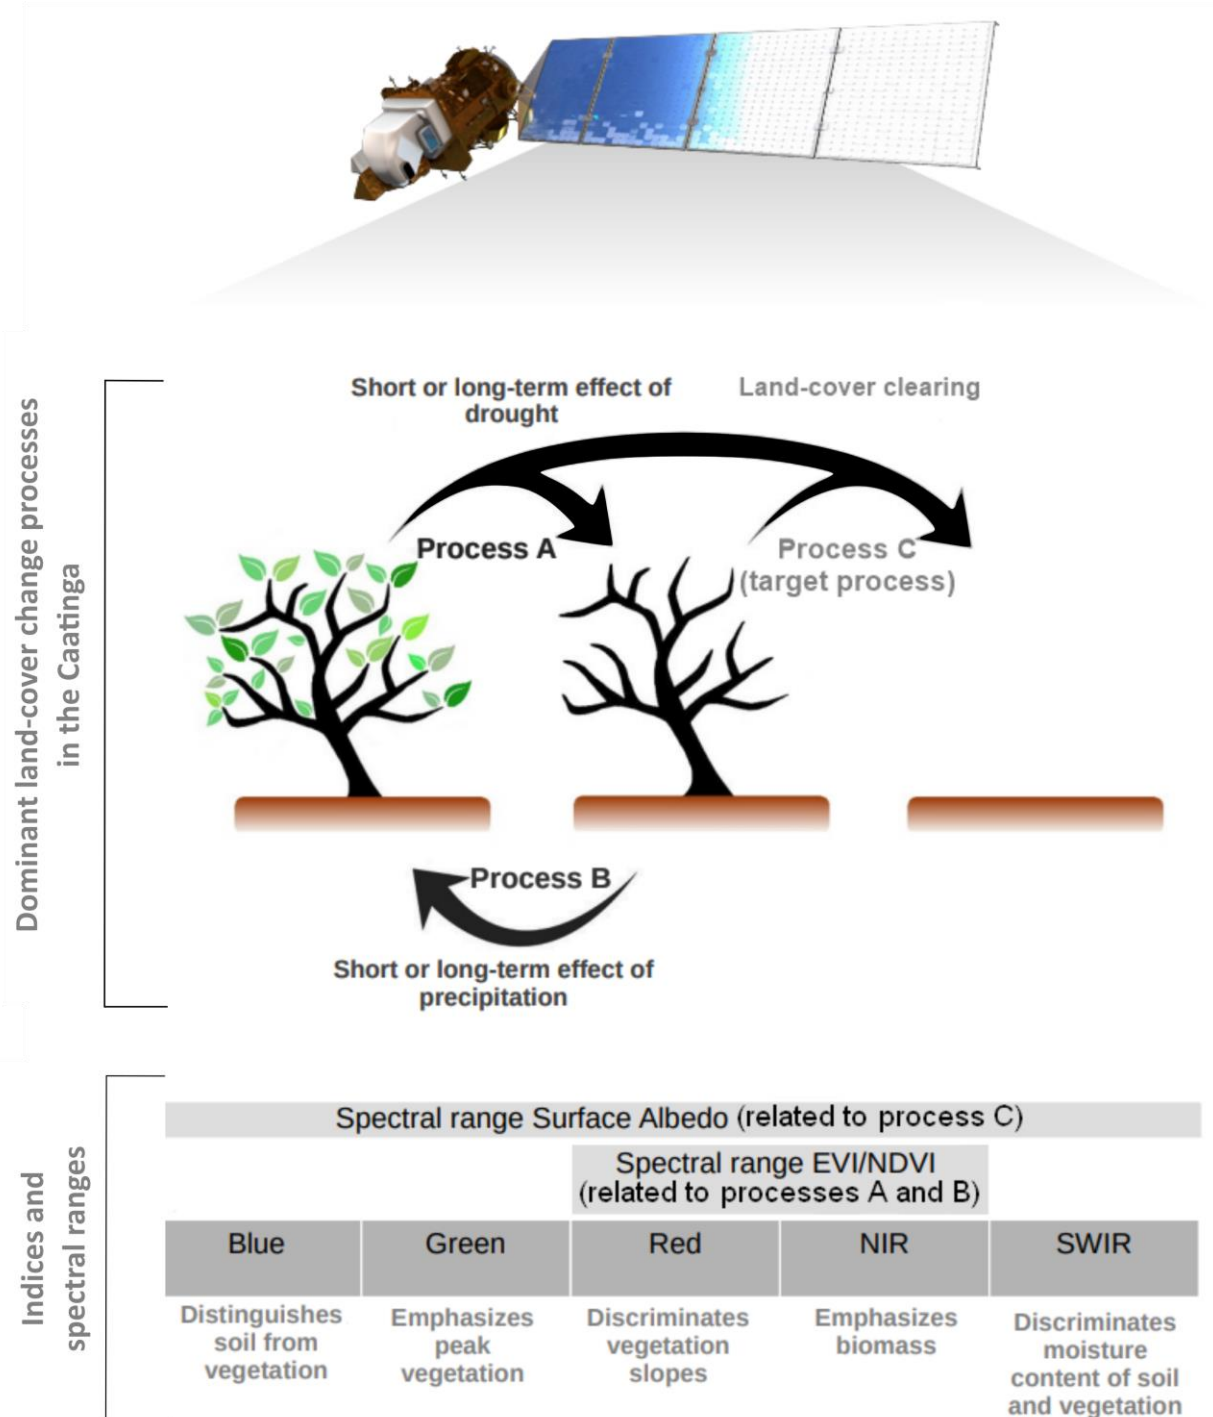 Short or long-term effect of
drought
Land-cover clearing
Process A
Process C
(target process)
Dominant land-cover change processes
in the Caatinga
Process B
Short or long-term effect of
precipitation
Indices and
spectral ranges
Spectral range Surface Albedo (related to process C)
Spectral range EVI/NDVI
(related to processes A and B)
Blue
Green
Red
NIR
SWIR
Distinguishes
soil from
vegetation
Emphasizes
peak
vegetation
Discriminates
vegetation
slopes
Emphasizes
biomass
Discriminates
moisture
content of soil
and vegetation